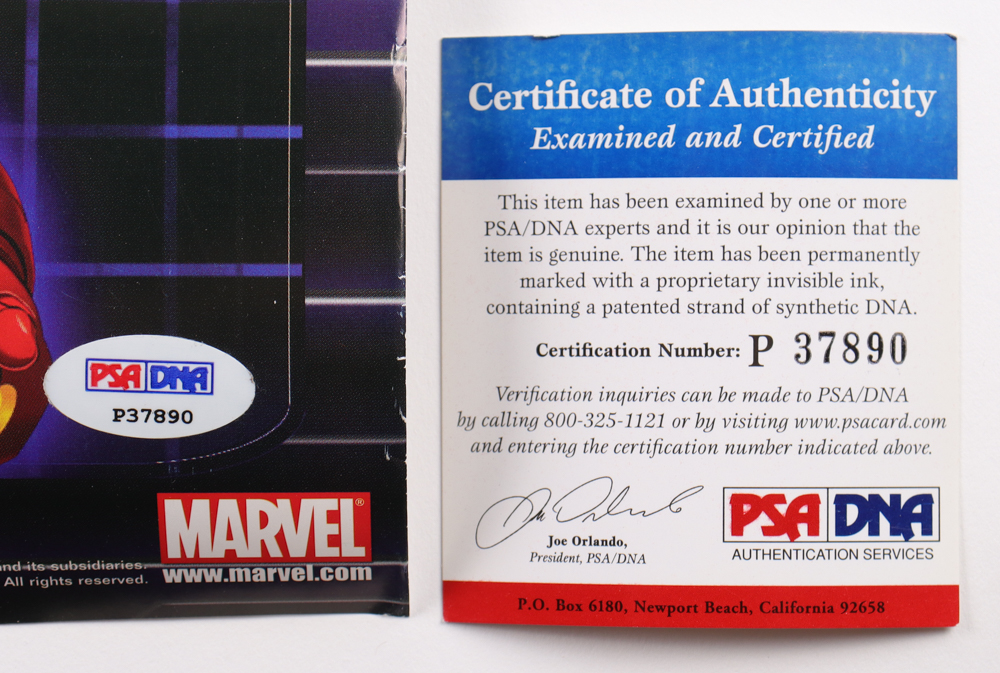 PSA DNA
P37890
MARVEL®
and its subsidiaries.
All rights reserved.
www.marvel.com
Certificate of Authenticity
Examined and Certified
This item has been examined by one or more
PSA/DNA experts and it is our opinion that the
item is genuine. The item has been permanently
marked with a proprietary invisible ink,
containing a patented strand of synthetic DNA.
Certification Number: P 37890
Verification inquiries can be made to PSA/DNA
by calling 800-325-1121 or by visiting www.psacard.com
and entering the certification number indicated above.
Joe Orlando,
President, PSA/DNA
PSA DNA
AUTHENTICATION SERVICES
P.O. Box 6180, Newport Beach, California 92658